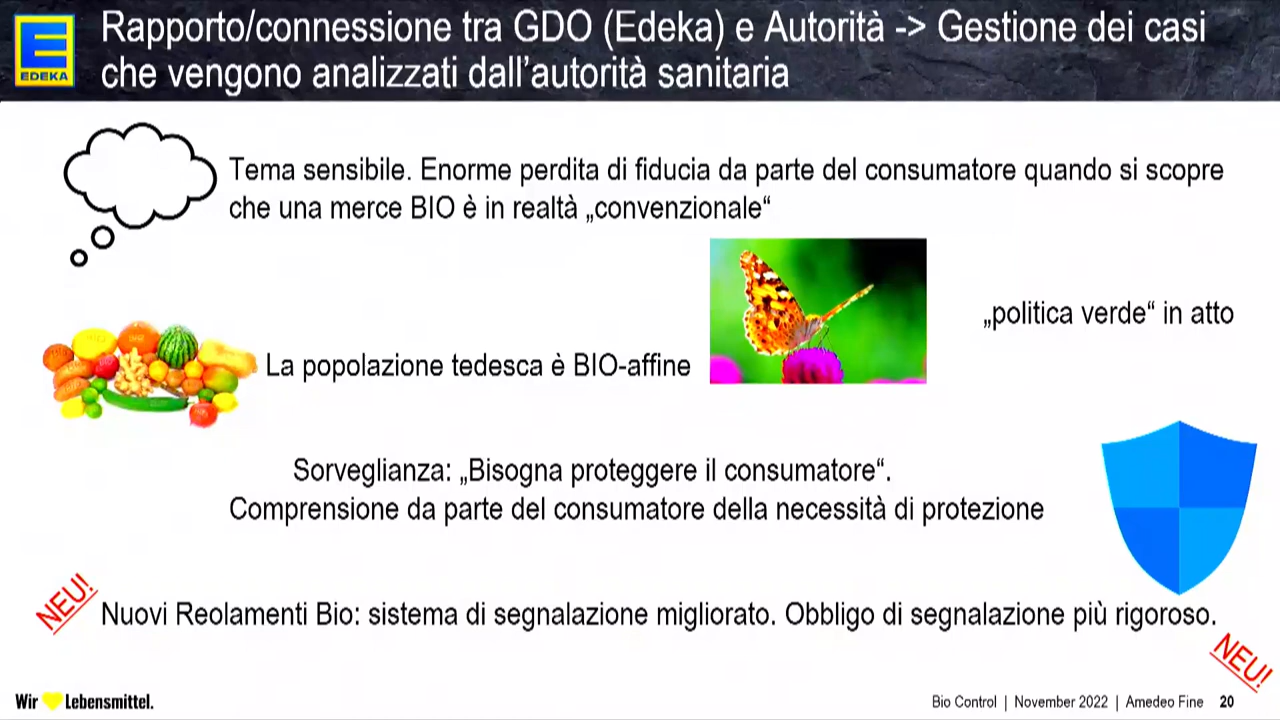 EDEKA
Rapporto/connessione tra GDO (Edeka) e Autorità -> Gestione dei casi
che vengono analizzati dall'autorità sanitaria
Tema sensibile. Enorme perdita di fiducia da parte del consumatore quando si scopre
che una merce BIO è in realtà „convenzionale“
„politica verde“ in atto
La popolazione tedesca è BIO-affine
Sorveglianza: „Bisogna proteggere il consumatore“.
Comprensione da parte del consumatore della necessità di protezione
NEU!
Nuovi Reolamenti Bio: sistema di segnalazione migliorato. Obbligo di segnalazione più rigoroso.
NEU!
Wir Lebensmittel.
Bio Control | November 2022 | Amedeo Fine 20